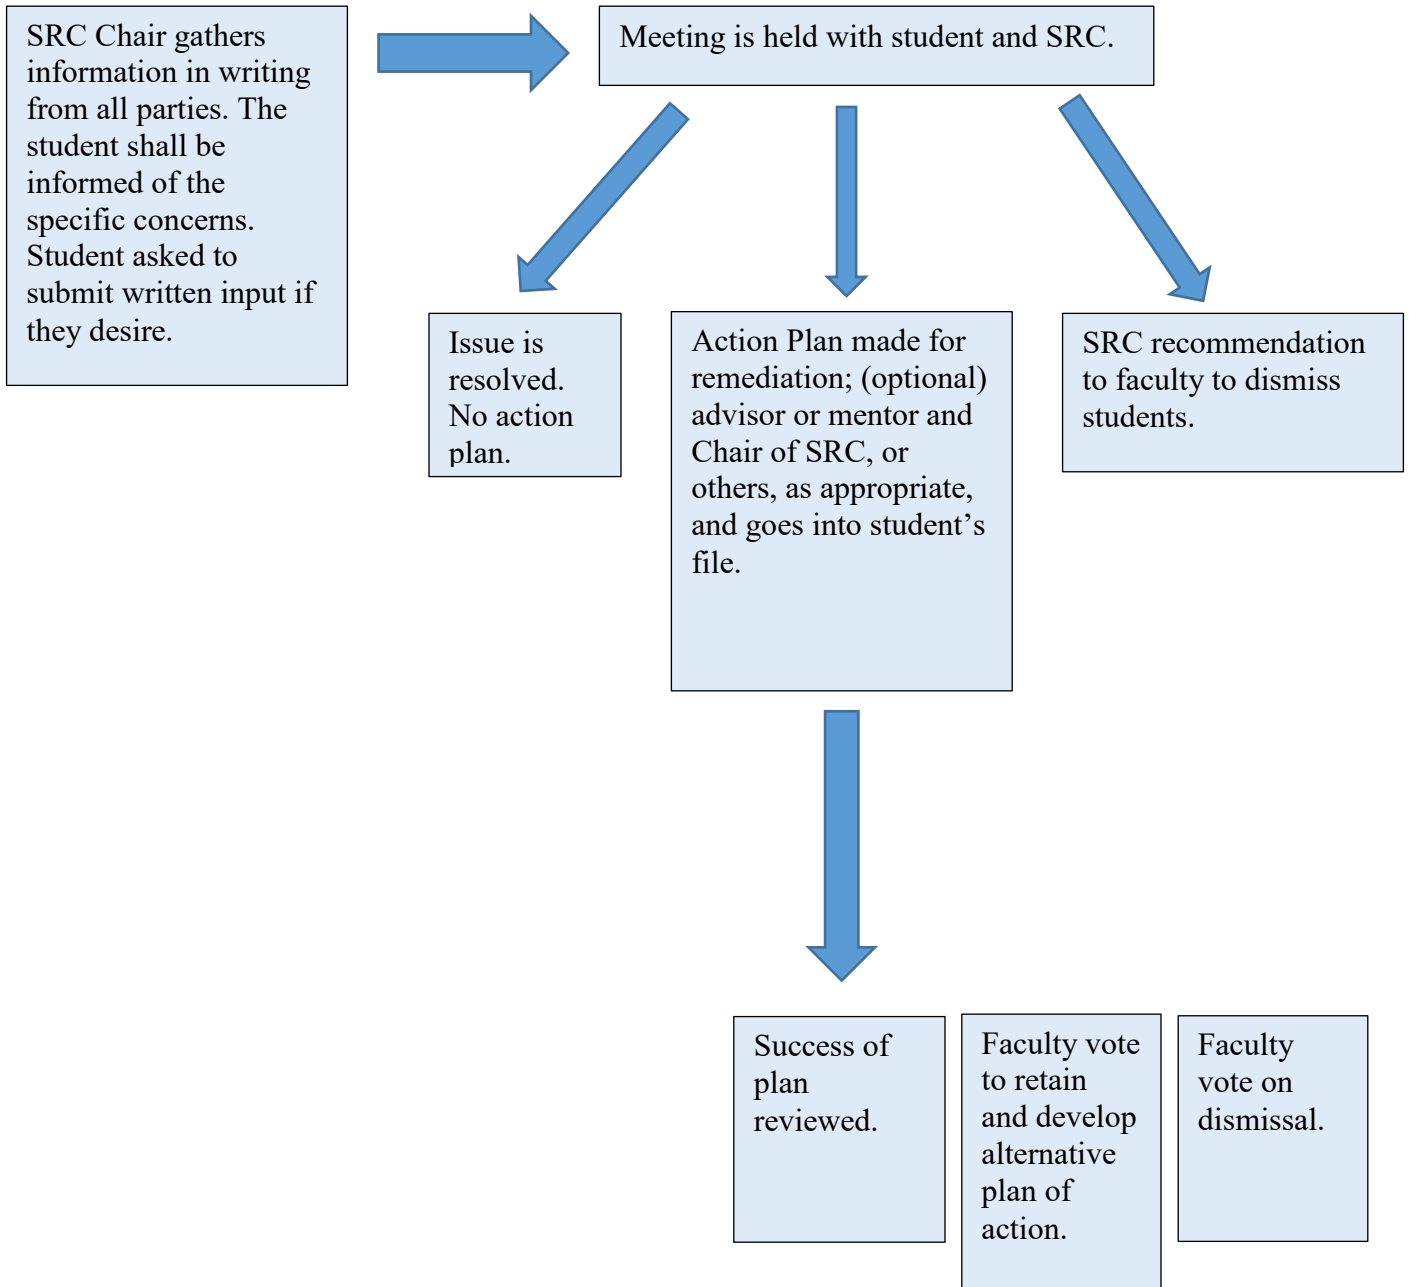 SRC Chair gathers
information in writing
from all parties. The
student shall be
informed of the
specific concerns.
Student asked to
submit written input if
they desire.
Meeting is held with student and SRC.
Issue is
resolved.
No action
plan.
Action Plan made for
remediation; (optional)
advisor or mentor and
Chair of SRC, or
others, as appropriate,
and goes into student’s
file.
SRC recommendation
to faculty to dismiss
students.
Success of
plan
reviewed.
Faculty vote
to retain
and develop
alternative
plan of
action.
Faculty
vote on
dismissal.